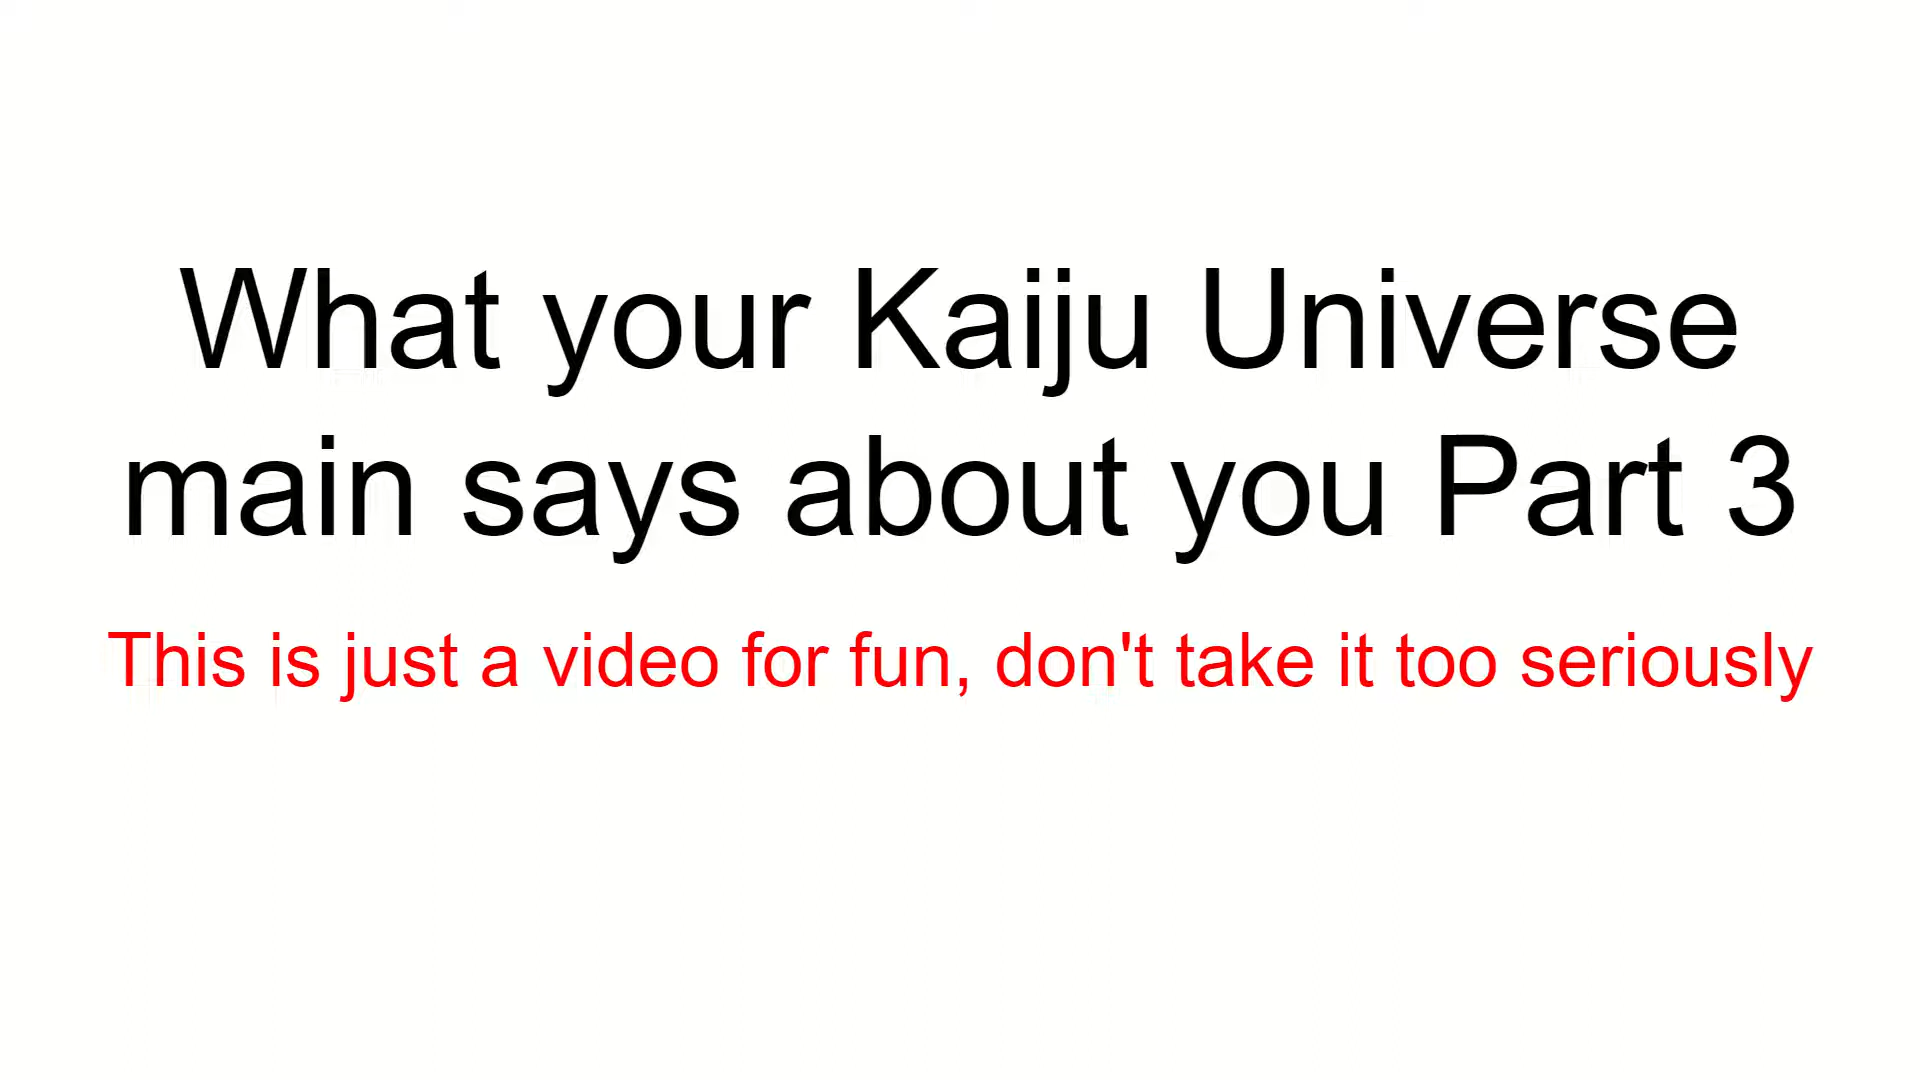 What your Kaiju Universe
main says about you Part 3
This is just a video for fun, don't take it too seriously